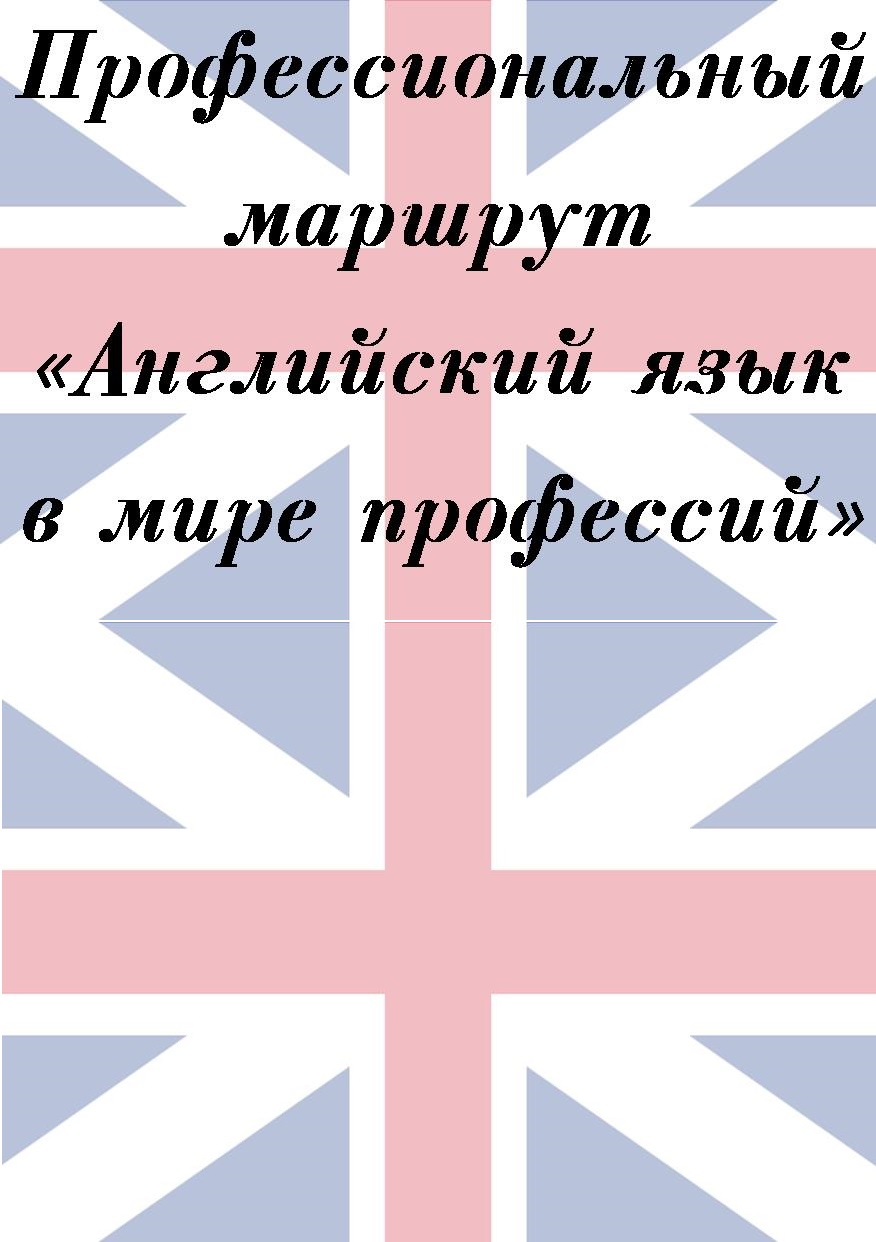 Профессиональный
маршрут
«Английский язык
в мире профессий»